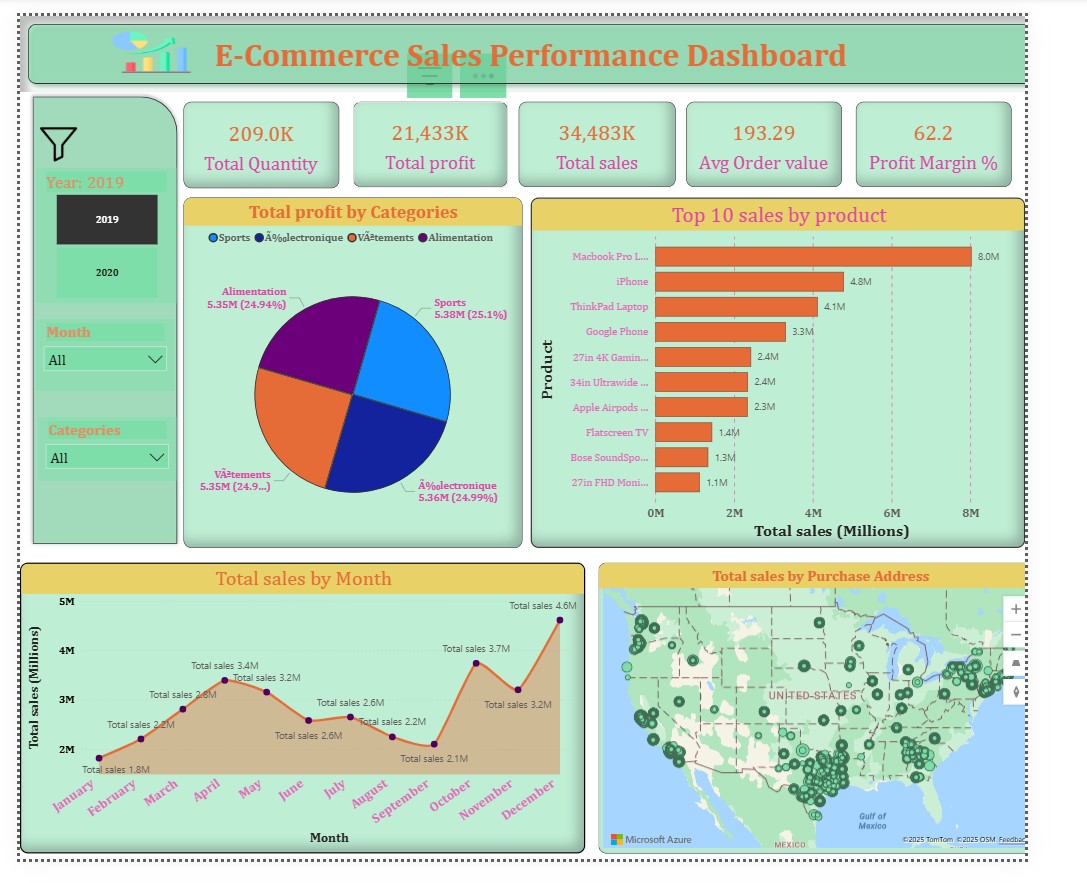 E-Commerce Sales Performance Dashboard
Year: 2019
2019
2020
Month
All
Categories
All
209.0K
Total Quantity
21,433K
Total profit
34,483K
Total sales
193.29
Avg Order value
62.2
Profit Margin %
Total profit by Categories
Sports Ã‰lectronique VÃªtements Alimentation
Alimentation
5.35M (24.94%)
Sports
5.38M (25.1%)
VÃªtements
5.35M (24.9...)
Ã‰lectronique
5.36M (24.99%)
Top 10 sales by product
Product
Macbook Pro L... 8.0M
iPhone 4.8M
ThinkPad Laptop 4.1M
Google Phone 3.3M
27in 4K Gamin... 2.4M
34in Ultrawide ... 2.4M
Apple Airpods ... 2.3M
Flatscreen TV 1.4M
Bose SoundSpo... 1.3M
27in FHD Moni... 1.1M
0M 2M 4M 6M 8M
Total sales (Millions)
Total sales by Month
Total sales (Millions)
5M
4M
3M
2M
Total sales 1.8M
Total sales 2.2M
Total sales 2.8M
Total sales 3.4M
Total sales 3.2M
Total sales 2.6M
Total sales 2.6M
Total sales 2.2M
Total sales 2.1M
Total sales 3.7M
Total sales 3.2M
Total sales 4.6M
January February March April May June July August September October November December
Month
Total sales by Purchase Address
UNITED STATES
Gulf of
Mexico
MEXICO
Microsoft Azure
©2025 TomTom ©2025 OSM Feedbac